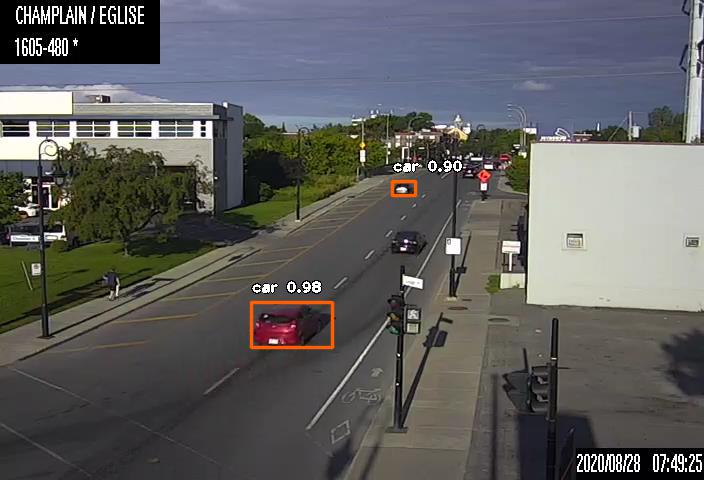 CHAMPLAIN / EGLISE
1605-480 *
car 0.90
car 0.98
2020/08/28 07:49:25